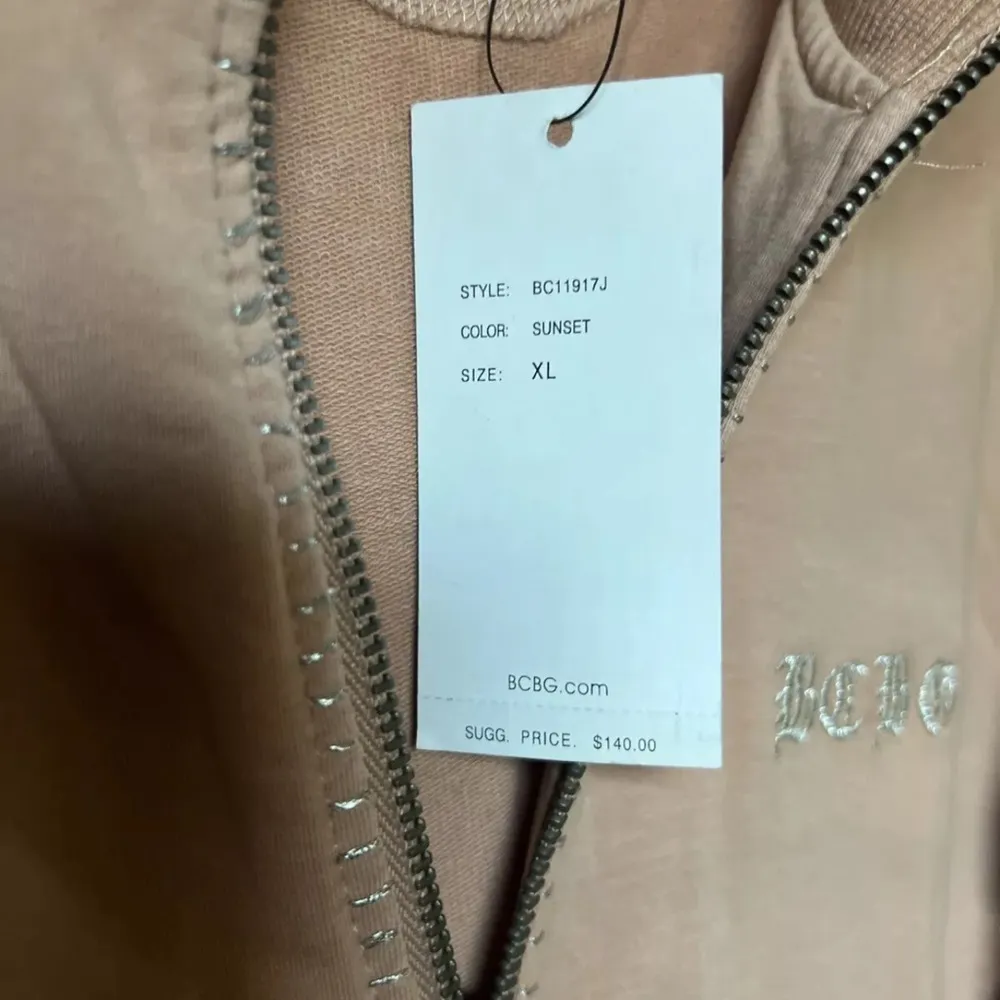 STYLE: BC11917J
COLOR: SUNSET
SIZE: XL
BCBG.com
SUGG. PRICE. $140.00
BCBG